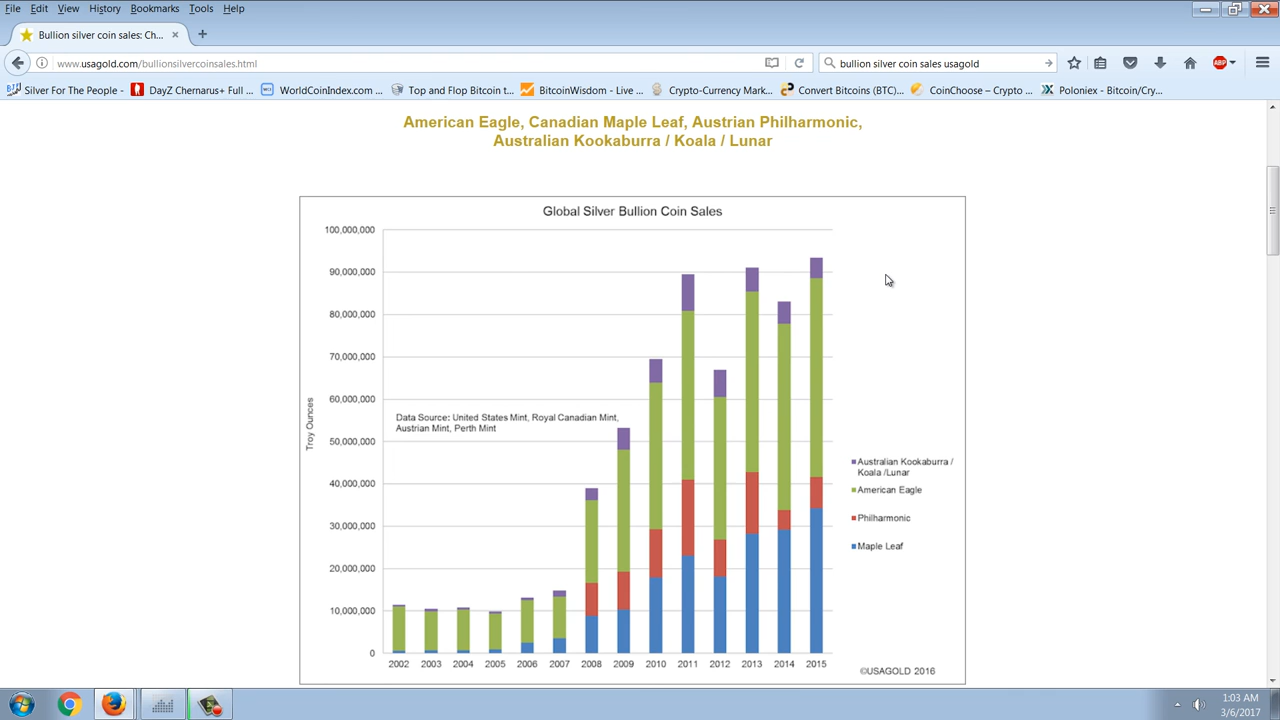 File Edit View History Bookmarks Tools Help
Bullion silver coin sales: Ch...
www.usagold.com/bullionsilvercoinsales.html
bullion silver coin sales usagold
ABP
Silver For The People - ...
DayZ Chernarus+ Full ...
WorldCoinIndex.com ...
Top and Flop Bitcoin t...
BitcoinWisdom - Live ...
Crypto-Currency Mark...
Convert Bitcoins (BTC)...
CoinChoose – Crypto ...
Poloniex - Bitcoin/Cry...
American Eagle, Canadian Maple Leaf, Austrian Philharmonic,
Australian Kookaburra / Koala / Lunar
Global Silver Bullion Coin Sales
100,000,000
90,000,000
80,000,000
70,000,000
60,000,000
50,000,000
40,000,000
30,000,000
20,000,000
10,000,000
0
Troy Ounces
Data Source: United States Mint, Royal Canadian Mint,
Austrian Mint, Perth Mint
Australian Kookaburra /
Koala /Lunar
American Eagle
Philharmonic
Maple Leaf
2002 2003 2004 2005 2006 2007 2008 2009 2010 2011 2012 2013 2014 2015
©USAGOLD 2016
1:03 AM
3/6/2017